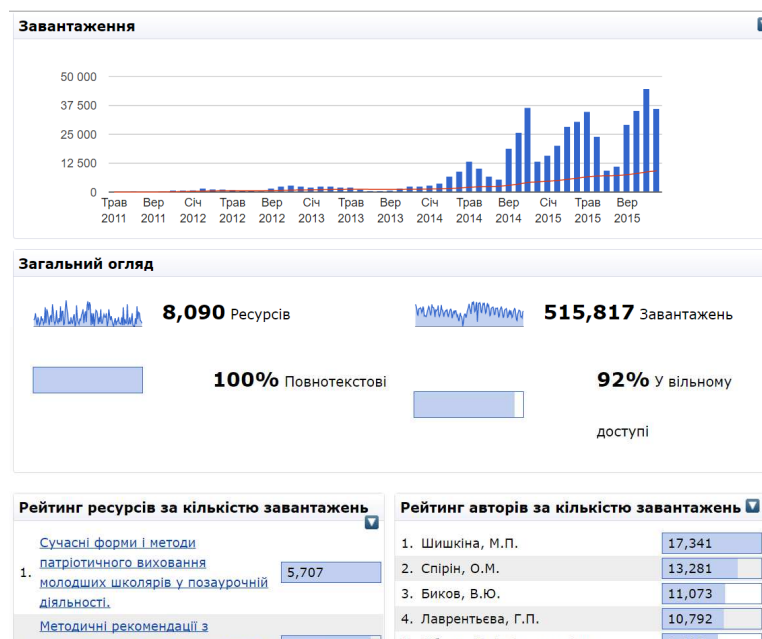 Завантаження
50 000
37 500
25 000
12 500
0
Трав Вер Січ Трав Вер Січ Трав Вер Січ Трав Вер Січ Трав Вер
2011 2011 2012 2012 2012 2013 2013 2013 2014 2014 2014 2015 2015 2015
Загальний огляд
8,090 Ресурсів
515,817 Завантажень
100% Повнотекстові
92% У вільному
доступі
Рейтинг ресурсів за кількістю завантажень
1. Сучасні форми і методи
патріотичного виховання
молодших школярів у позаурочній
діяльності.
5,707
Методичні рекомендації з
Рейтинг авторів за кількістю завантажень
1. Шишкіна, М.П. 17,341
2. Спірін, О.М. 13,281
3. Биков, В.Ю. 11,073
4. Лаврентьєва, Г.П. 10,792